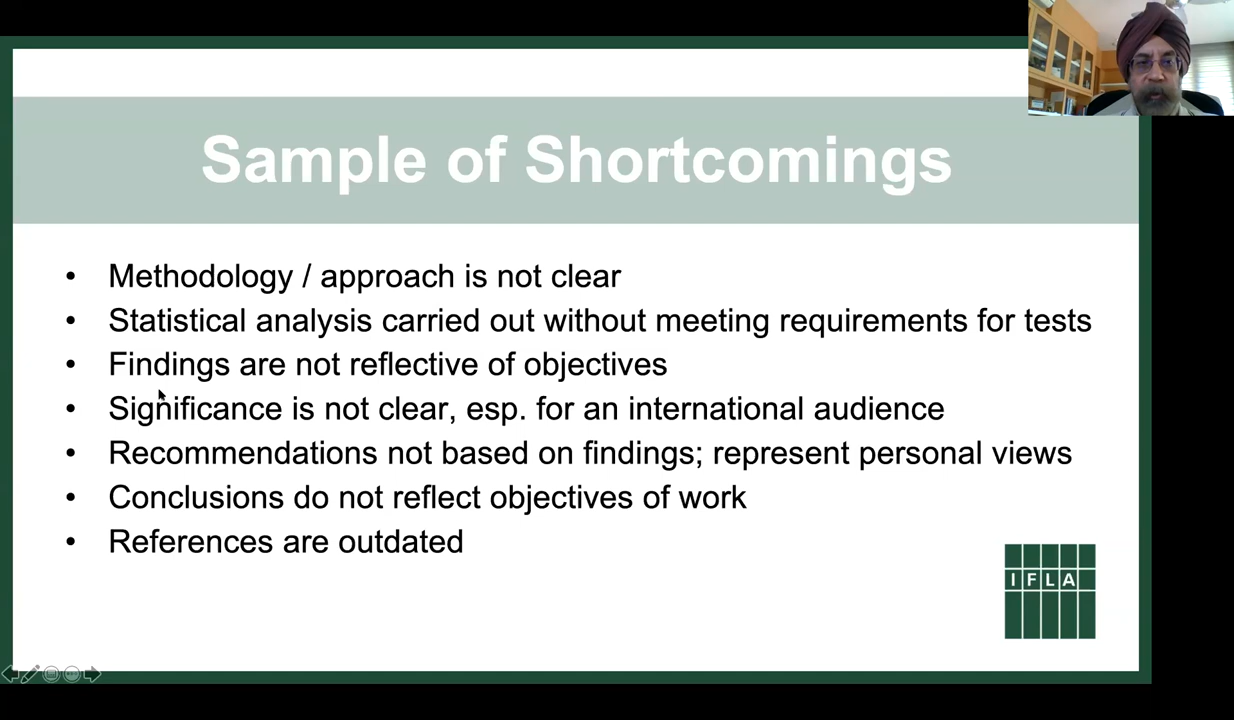 Sample of Shortcomings
• Methodology / approach is not clear
• Statistical analysis carried out without meeting requirements for tests
• Findings are not reflective of objectives
• Significance is not clear, esp. for an international audience
• Recommendations not based on findings; represent personal views
• Conclusions do not reflect objectives of work
• References are outdated
IFLA